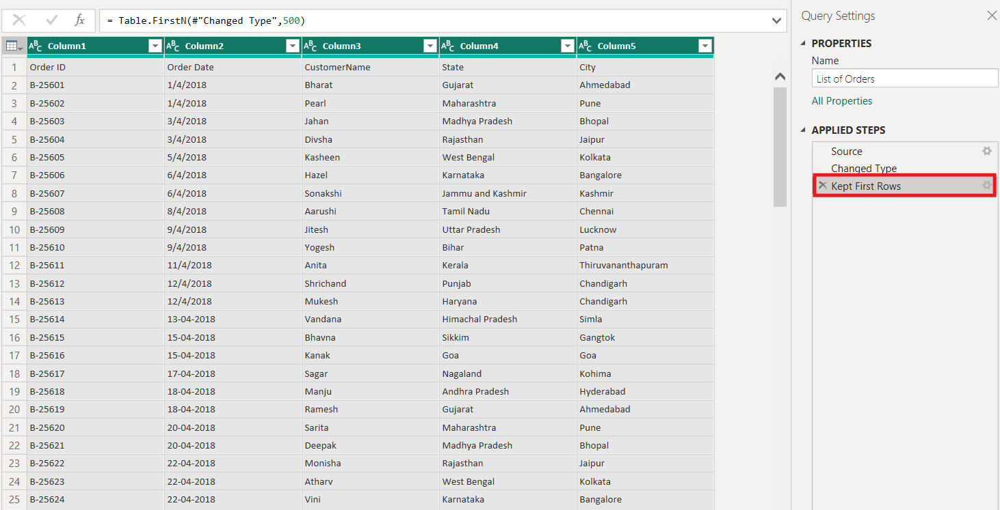 fx = Table.FirstN(#"Changed Type",500)
ABC Column1 ABC Column2 ABC Column3 ABC Column4 ABC Column5
1 Order ID Order Date CustomerName State City
2 B-25601 1/4/2018 Bharat Gujarat Ahmedabad
3 B-25602 1/4/2018 Pearl Maharashtra Pune
4 B-25603 3/4/2018 Jahan Madhya Pradesh Bhopal
5 B-25604 3/4/2018 Divsha Rajasthan Jaipur
6 B-25605 5/4/2018 Kasheen West Bengal Kolkata
7 B-25606 6/4/2018 Hazel Karnataka Bangalore
8 B-25607 6/4/2018 Sonakshi Jammu and Kashmir Kashmir
9 B-25608 8/4/2018 Aarushi Tamil Nadu Chennai
10 B-25609 9/4/2018 Jitesh Uttar Pradesh Lucknow
11 B-25610 9/4/2018 Yogesh Bihar Patna
12 B-25611 11/4/2018 Anita Kerala Thiruvananthapuram
13 B-25612 12/4/2018 Shrichand Punjab Chandigarh
14 B-25613 12/4/2018 Mukesh Haryana Chandigarh
15 B-25614 13-04-2018 Vandana Himachal Pradesh Simla
16 B-25615 15-04-2018 Bhavna Sikkim Gangtok
17 B-25616 15-04-2018 Kanak Goa Goa
18 B-25617 17-04-2018 Sagar Nagaland Kohima
19 B-25618 18-04-2018 Manju Andhra Pradesh Hyderabad
20 B-25619 18-04-2018 Ramesh Gujarat Ahmedabad
21 B-25620 20-04-2018 Sarita Maharashtra Pune
22 B-25621 20-04-2018 Deepak Madhya Pradesh Bhopal
23 B-25622 22-04-2018 Monisha Rajasthan Jaipur
24 B-25623 22-04-2018 Atharv West Bengal Kolkata
25 B-25624 22-04-2018 Vini Karnataka Bangalore
Query Settings
PROPERTIES
Name
List of Orders
All Properties
APPLIED STEPS
Source
Changed Type
Kept First Rows